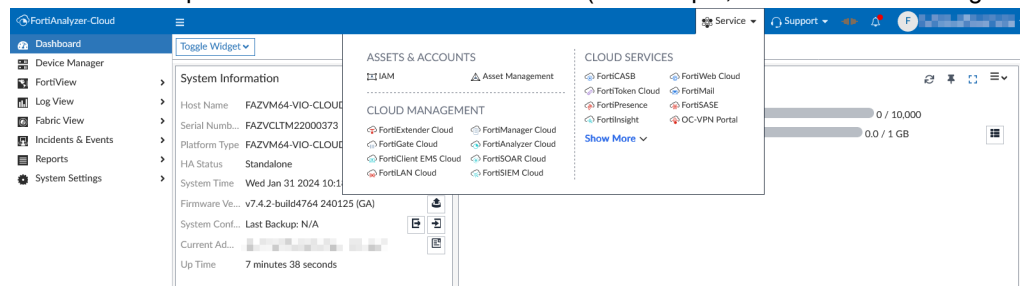 FortiAnalyzer-Cloud
Service
Support
F
Dashboard
Device Manager
FortiView
Log View
Fabric View
Incidents & Events
Reports
System Settings
Toggle Widget
System Information
Host Name FAZVM64-VIO-CLOUD
Serial Numb... FAZVCLTM22000373
Platform Type FAZVM64-VIO-CLOUD
HA Status Standalone
System Time Wed Jan 31 2024 10:1
Firmware Ve... v7.4.2-build4764 240125 (GA)
System Conf... Last Backup: N/A
Current Ad...
Up Time 7 minutes 38 seconds
ASSETS & ACCOUNTS
IAM
Asset Management
CLOUD MANAGEMENT
FortiExtender Cloud
FortiManager Cloud
FortiGate Cloud
FortiAnalyzer Cloud
FortiClient EMS Cloud
FortiSOAR Cloud
FortiLAN Cloud
FortiSIEM Cloud
CLOUD SERVICES
FortiCASB
FortiWeb Cloud
FortiToken Cloud
FortiMail
FortiPresence
FortiSASE
FortiInsight
OC-VPN Portal
Show More
0 / 10,000
0.0 / 1 GB